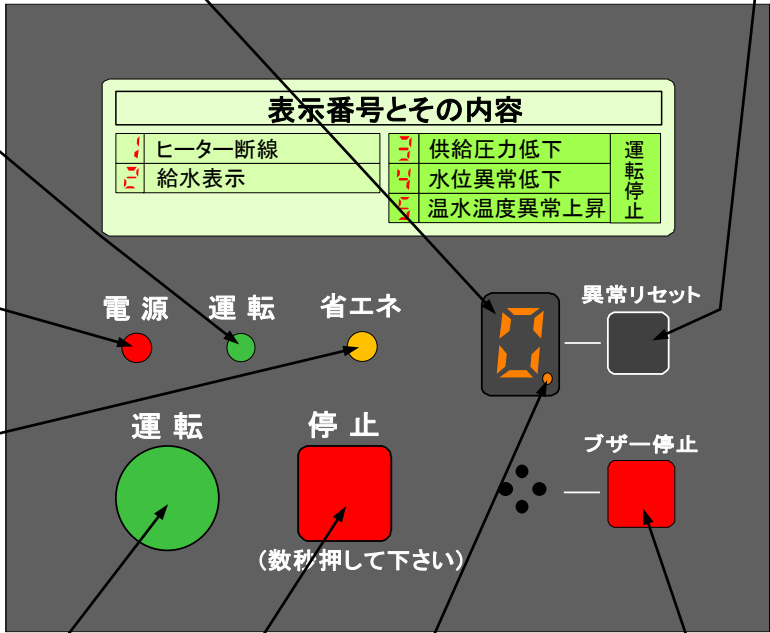 表示番号とその内容
1 ヒーター断線
2 給水表示
3 供給圧力低下
4 水位異常低下
5 温水温度異常上昇
運転停止
電源 運転 省エネ
0.
異常リセット
運転 停止
ブザー停止
(数秒押して下さい)